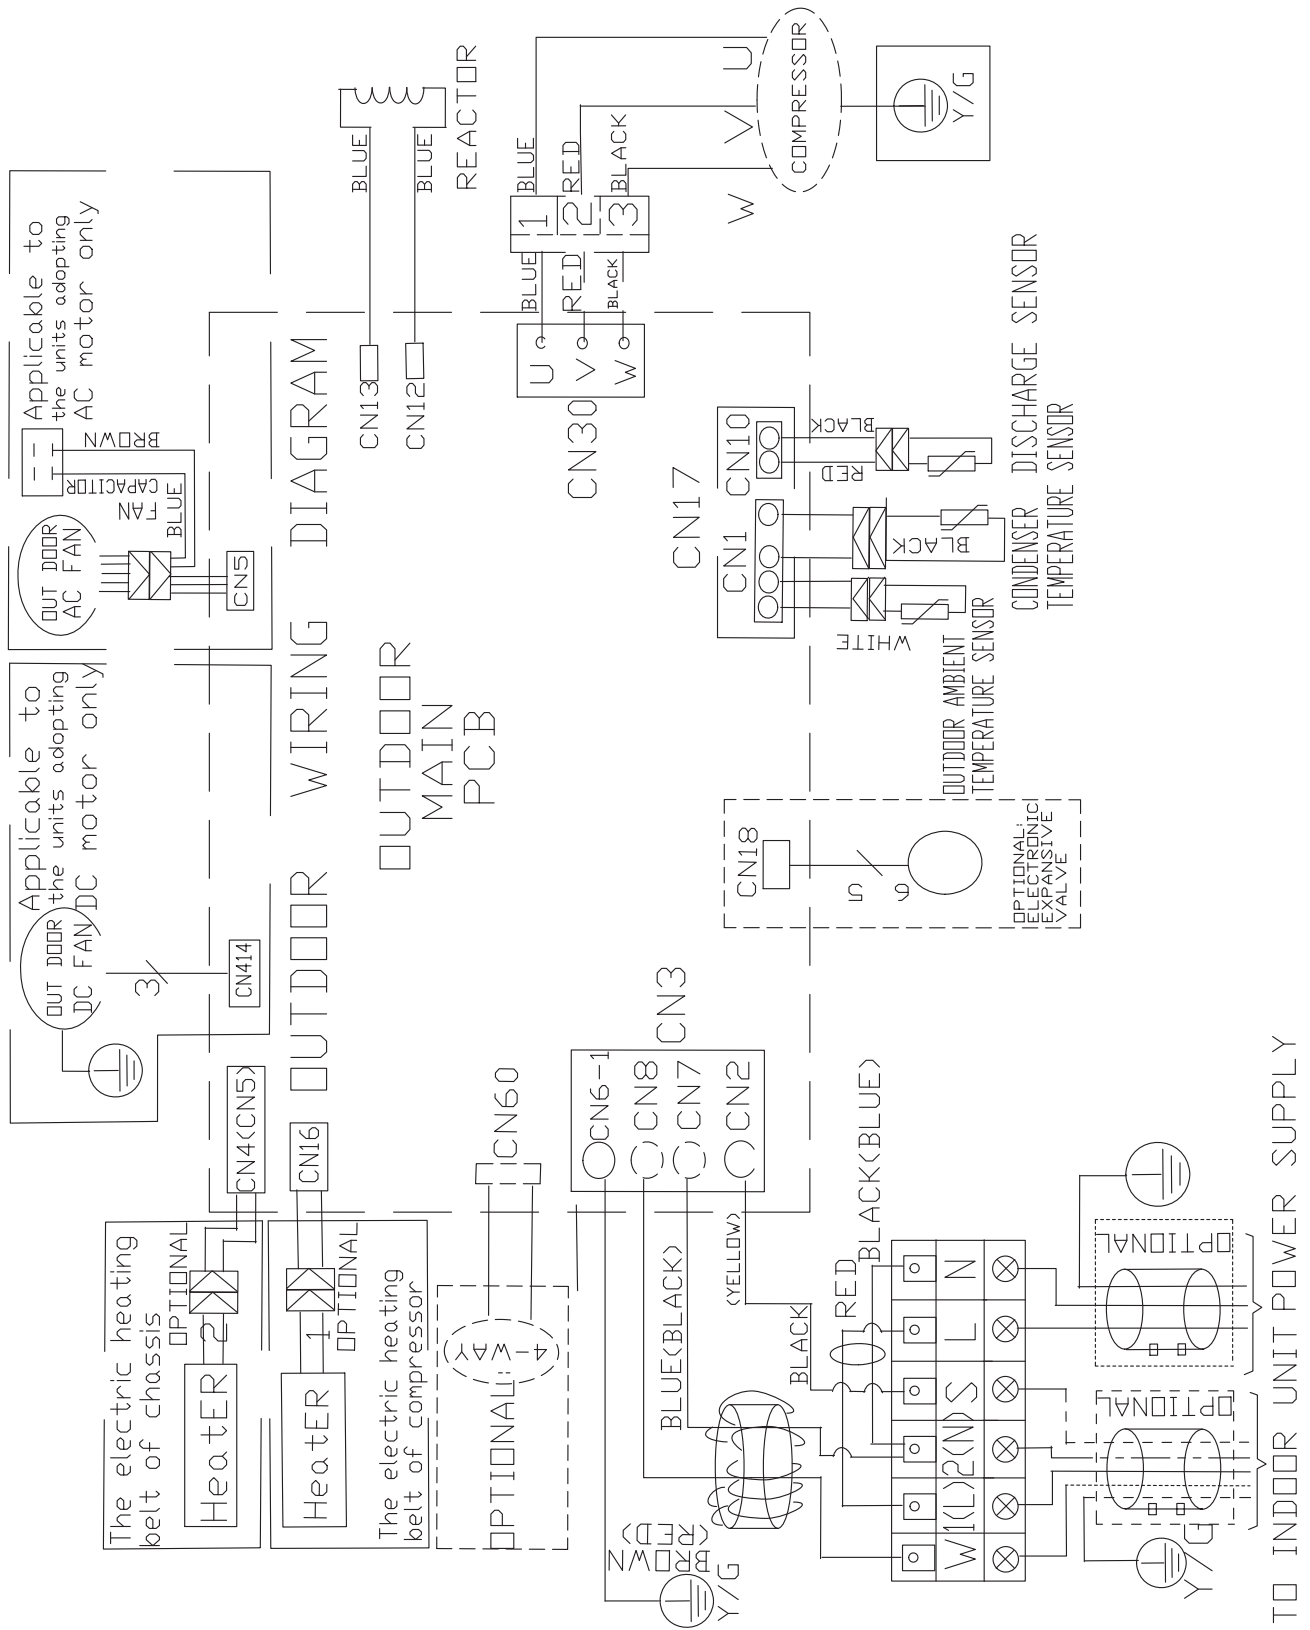 OUTDOOR WIRING DIAGRAM
OUTDOOR
MAIN
PCB
The electric heating
belt of chassis
OPTIONAL
HeatER 2
CN4(CN5)
HeatER 1
OPTIONAL
CN16
The electric heating
belt of compressor
OPTIONAL:
4-WAY
CN60
OUT DOOR
DC FAN
Applicable to
the units adopting
DC motor only
3
CN414
OUT DOOR
AC FAN
FAN
CAPACITOR
BLUE
BROWN
CN5
Applicable to
the units adopting
AC motor only
CN13
BLUE
CN12
BLUE
REACTOR
CN30
U
V
W
BLUE
RED
BLACK
1
2
3
BLUE
RED
BLACK
U
V
W
COMPRESSOR
Y/G
CN17
CN1
CN10
WHITE
BLACK
RED
BLACK
OUTDOOR AMBIENT
TEMPERATURE SENSOR
CONDENSER
TEMPERATURE SENSOR
DISCHARGE SENSOR
CN18
5
6
OPTIONAL:
ELECTRONIC
EXPANSIVE
VALVE
CN3
CN6-1
CN8
CN7
CN2
Y/G
BROWN
(RED)
BLUE(BLACK)
(YELLOW)
BLACK
RED
BLACK(BLUE)
W 1(L) 2(N) S L N
Y/G
OPTIONAL
OPTIONAL
TO INDOOR UNIT POWER SUPPLY